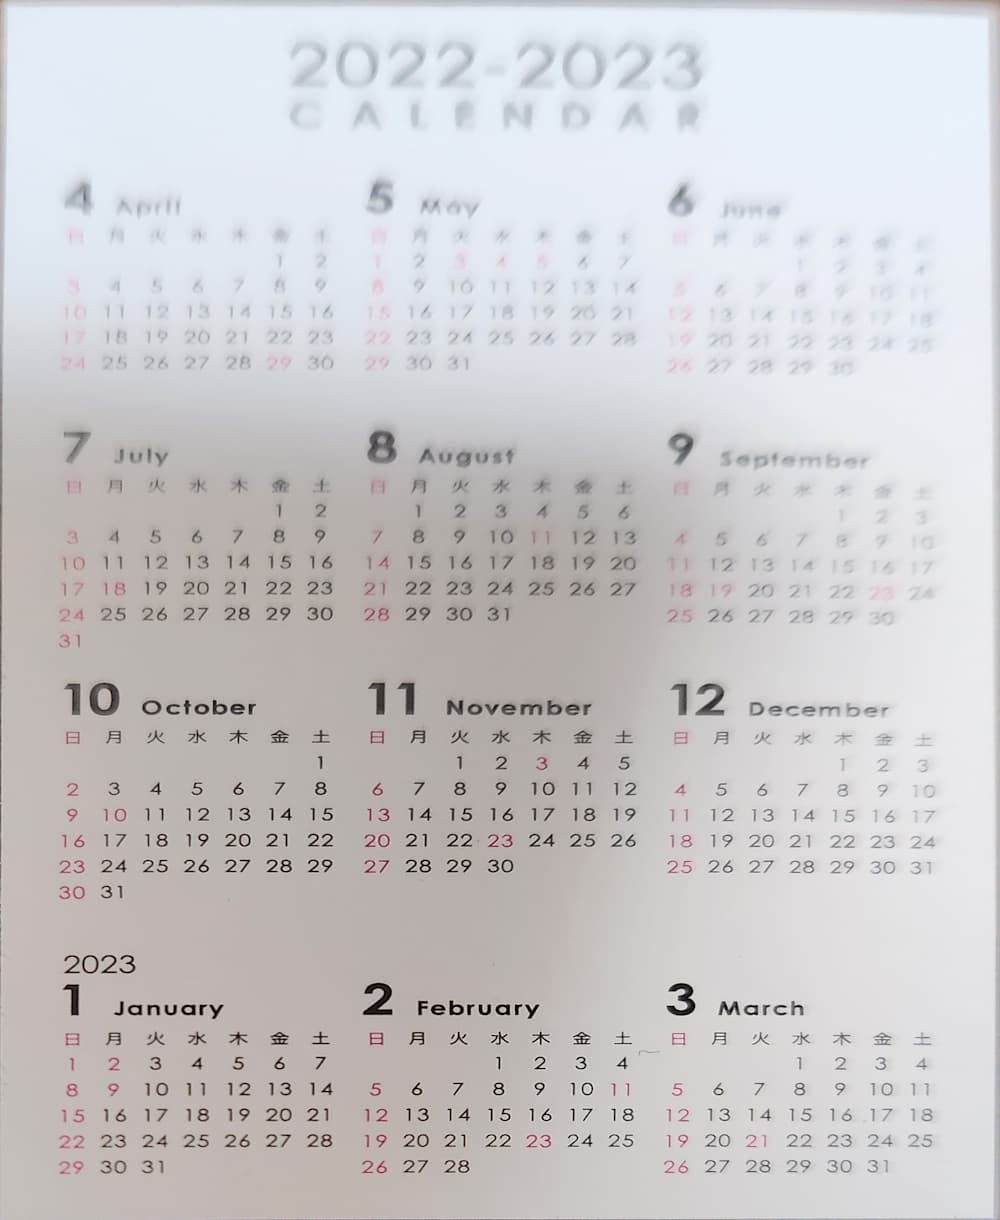 2022-2023
CALENDAR
4 April
日 月 火 水 木 金 土
1 2
3 4 5 6 7 8 9
10 11 12 13 14 15 16
17 18 19 20 21 22 23
24 25 26 27 28 29 30
5 May
日 月 火 水 木 金 土
1 2 3 4 5 6 7
8 9 10 11 12 13 14
15 16 17 18 19 20 21
22 23 24 25 26 27 28
29 30 31
6 June
日 月 火 水 木 金 土
1 2 3 4
5 6 7 8 9 10 11
12 13 14 15 16 17 18
19 20 21 22 23 24 25
26 27 28 29 30
7 July
日 月 火 水 木 金 土
1 2
3 4 5 6 7 8 9
10 11 12 13 14 15 16
17 18 19 20 21 22 23
24 25 26 27 28 29 30
31
8 August
日 月 火 水 木 金 土
1 2 3 4 5 6
7 8 9 10 11 12 13
14 15 16 17 18 19 20
21 22 23 24 25 26 27
28 29 30 31
9 September
日 月 火 水 木 金 土
1 2 3
4 5 6 7 8 9 10
11 12 13 14 15 16 17
18 19 20 21 22 23 24
25 26 27 28 29 30
10 October
日 月 火 水 木 金 土
1
2 3 4 5 6 7 8
9 10 11 12 13 14 15
16 17 18 19 20 21 22
23 24 25 26 27 28 29
30 31
11 November
日 月 火 水 木 金 土
1 2 3 4 5
6 7 8 9 10 11 12
13 14 15 16 17 18 19
20 21 22 23 24 25 26
27 28 29 30
12 December
日 月 火 水 木 金 土
1 2 3
4 5 6 7 8 9 10
11 12 13 14 15 16 17
18 19 20 21 22 23 24
25 26 27 28 29 30 31
2023
1 January
日 月 火 水 木 金 土
1 2 3 4 5 6 7
8 9 10 11 12 13 14
15 16 17 18 19 20 21
22 23 24 25 26 27 28
29 30 31
2 February
日 月 火 水 木 金 土
1 2 3 4
5 6 7 8 9 10 11
12 13 14 15 16 17 18
19 20 21 22 23 24 25
26 27 28
3 March
日 月 火 水 木 金 土
1 2 3 4
5 6 7 8 9 10 11
12 13 14 15 16 17 18
19 20 21 22 23 24 25
26 27 28 29 30 31